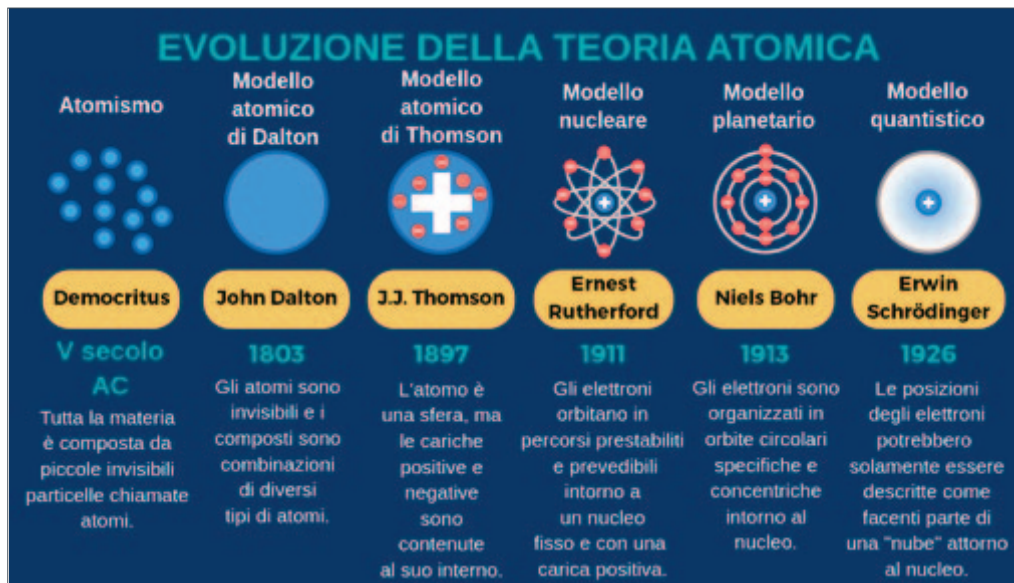 EVOLUZIONE DELLA TEORIA ATOMICA
Atomismo
Democritus
V secolo
AC
Tutta la materia
è composta da
piccole invisibili
particelle chiamate
atomi.
Modello
atomico
di Dalton
John Dalton
1803
Gli atomi sono
invisibili e i
composti sono
combinazioni
di diversi
tipi di atomi.
Modello
atomico
di Thomson
J.J. Thomson
1897
L'atomo è
una sfera, ma
le cariche
positive e
negative
sono
contenute
al suo interno.
Modello
nucleare
Ernest
Rutherford
1911
Gli elettroni
orbitano in
percorsi prestabiliti
e prevedibili
intorno a
un nucleo
fisso e con una
carica positiva.
Modello
planetario
Niels Bohr
1913
Gli elettroni sono
organizzati in
orbite circolari
specifiche e
concentriche
intorno al
nucleo.
Modello
quantistico
Erwin
Schrödinger
1926
Le posizioni
degli elettroni
potrebbero
solamente essere
descritte come
facenti parte di
una "nube" attorno
al nucleo.